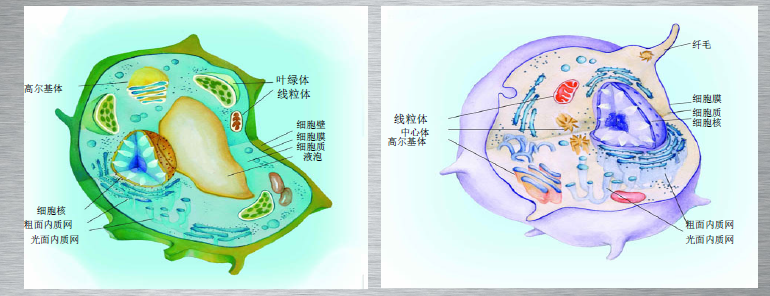 高尔基体
叶绿体
线粒体
细胞壁
细胞膜
细胞质
液泡
细胞核
粗面内质网
光面内质网
纤毛
线粒体
中心体
高尔基体
细胞膜
细胞质
细胞核
粗面内质网
光面内质网